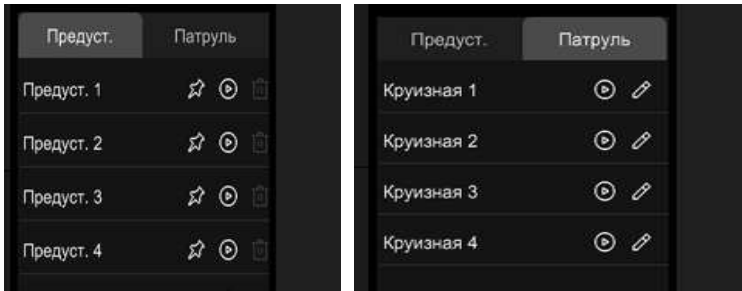 Предуст. Патруль
Предуст. 1
Предуст. 2
Предуст. 3
Предуст. 4
Предуст. Патруль
Круизная 1
Круизная 2
Круизная 3
Круизная 4